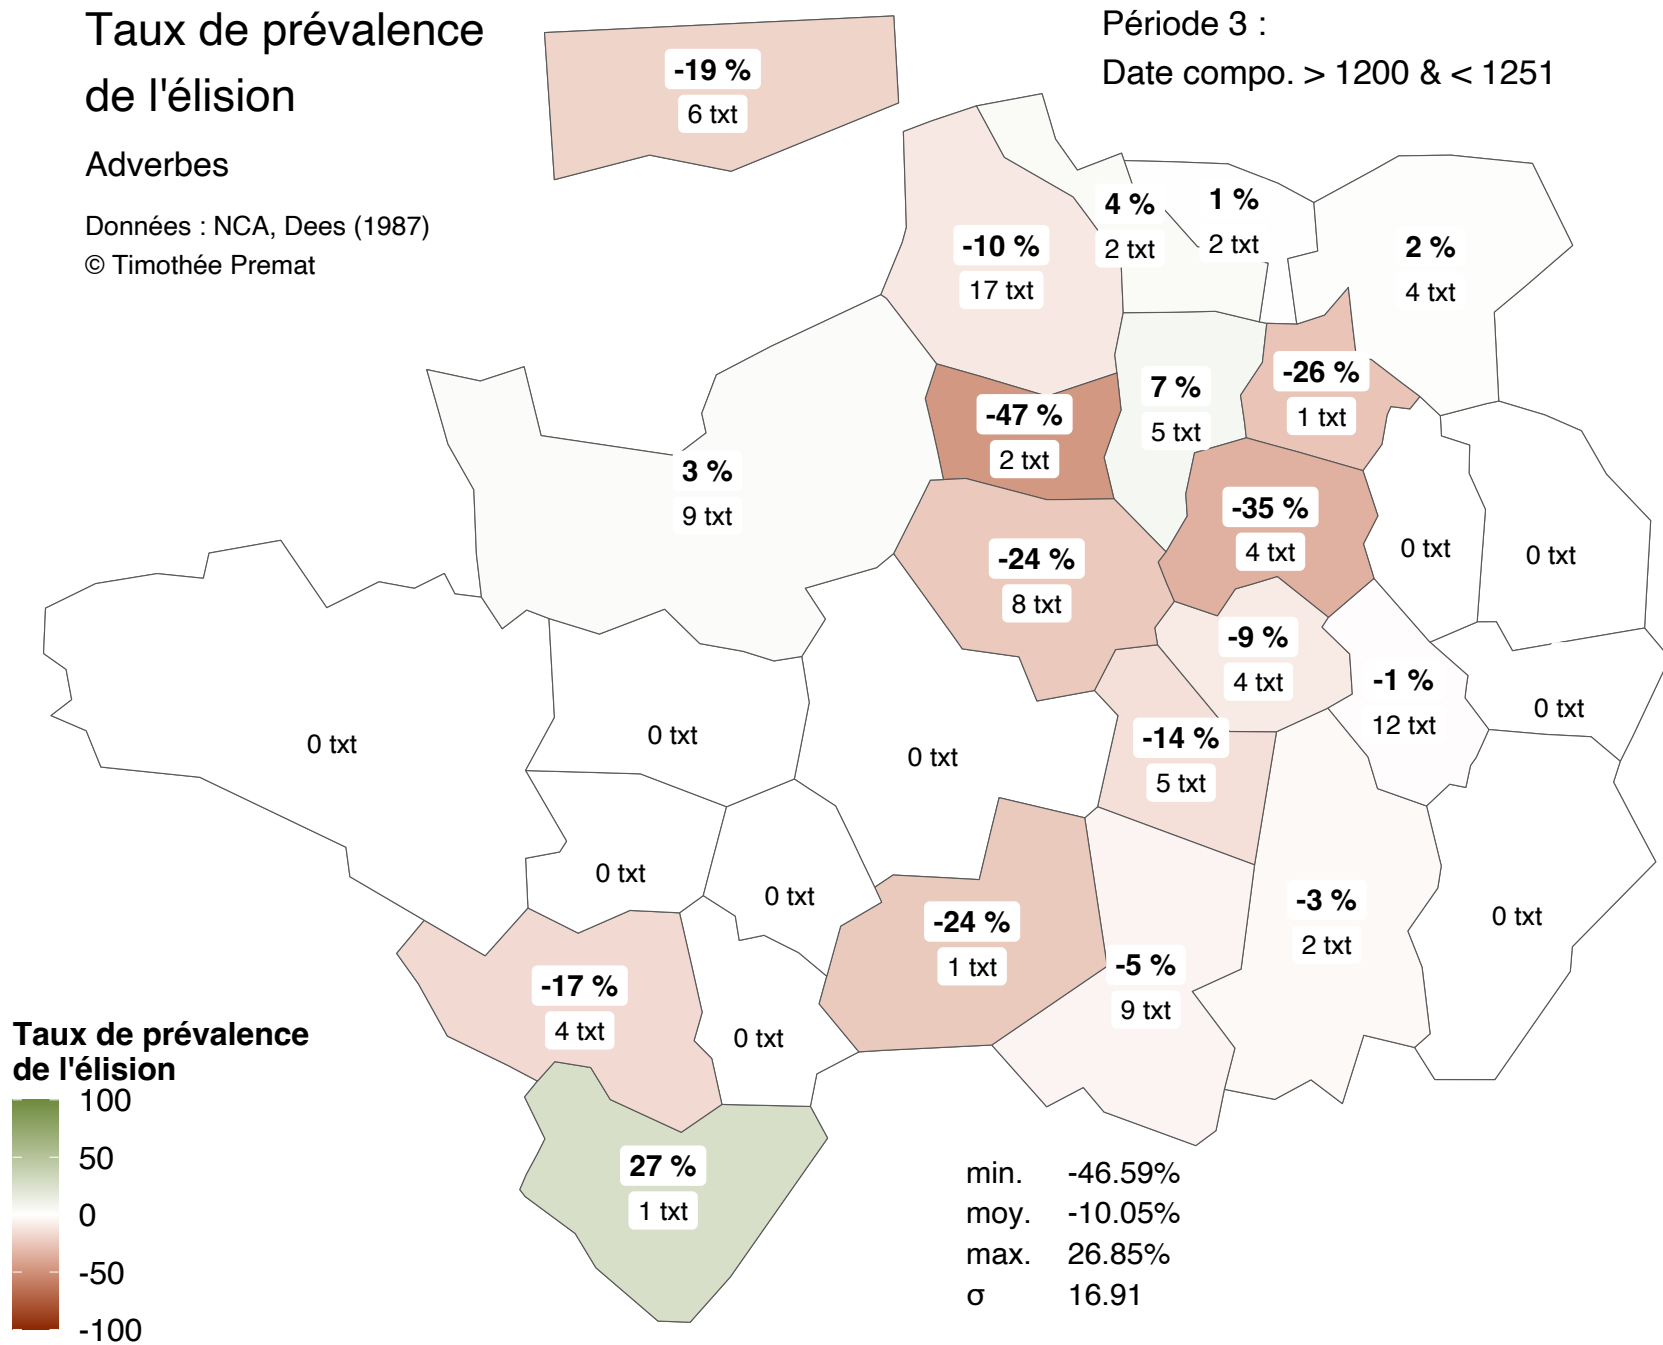 Taux de prévalence
de l'élision
Adverbes
Données : NCA, Dees (1987)
© Timothée Premat
Période 3 :
Date compo. > 1200 & < 1251
-19 %
6 txt
4 %
2 txt
1 %
2 txt
-10 %
17 txt
2 %
4 txt
-26 %
1 txt
7 %
5 txt
-47 %
2 txt
3 %
9 txt
-35 %
4 txt
0 txt
0 txt
-24 %
8 txt
-9 %
4 txt
-1 %
12 txt
0 txt
0 txt
0 txt
0 txt
-14 %
5 txt
0 txt
0 txt
-24 %
1 txt
-3 %
2 txt
0 txt
-5 %
9 txt
-17 %
4 txt
0 txt
27 %
1 txt
Taux de prévalence
de l'élision
100
50
0
-50
-100
min. -46.59%
moy. -10.05%
max. 26.85%
σ 16.91